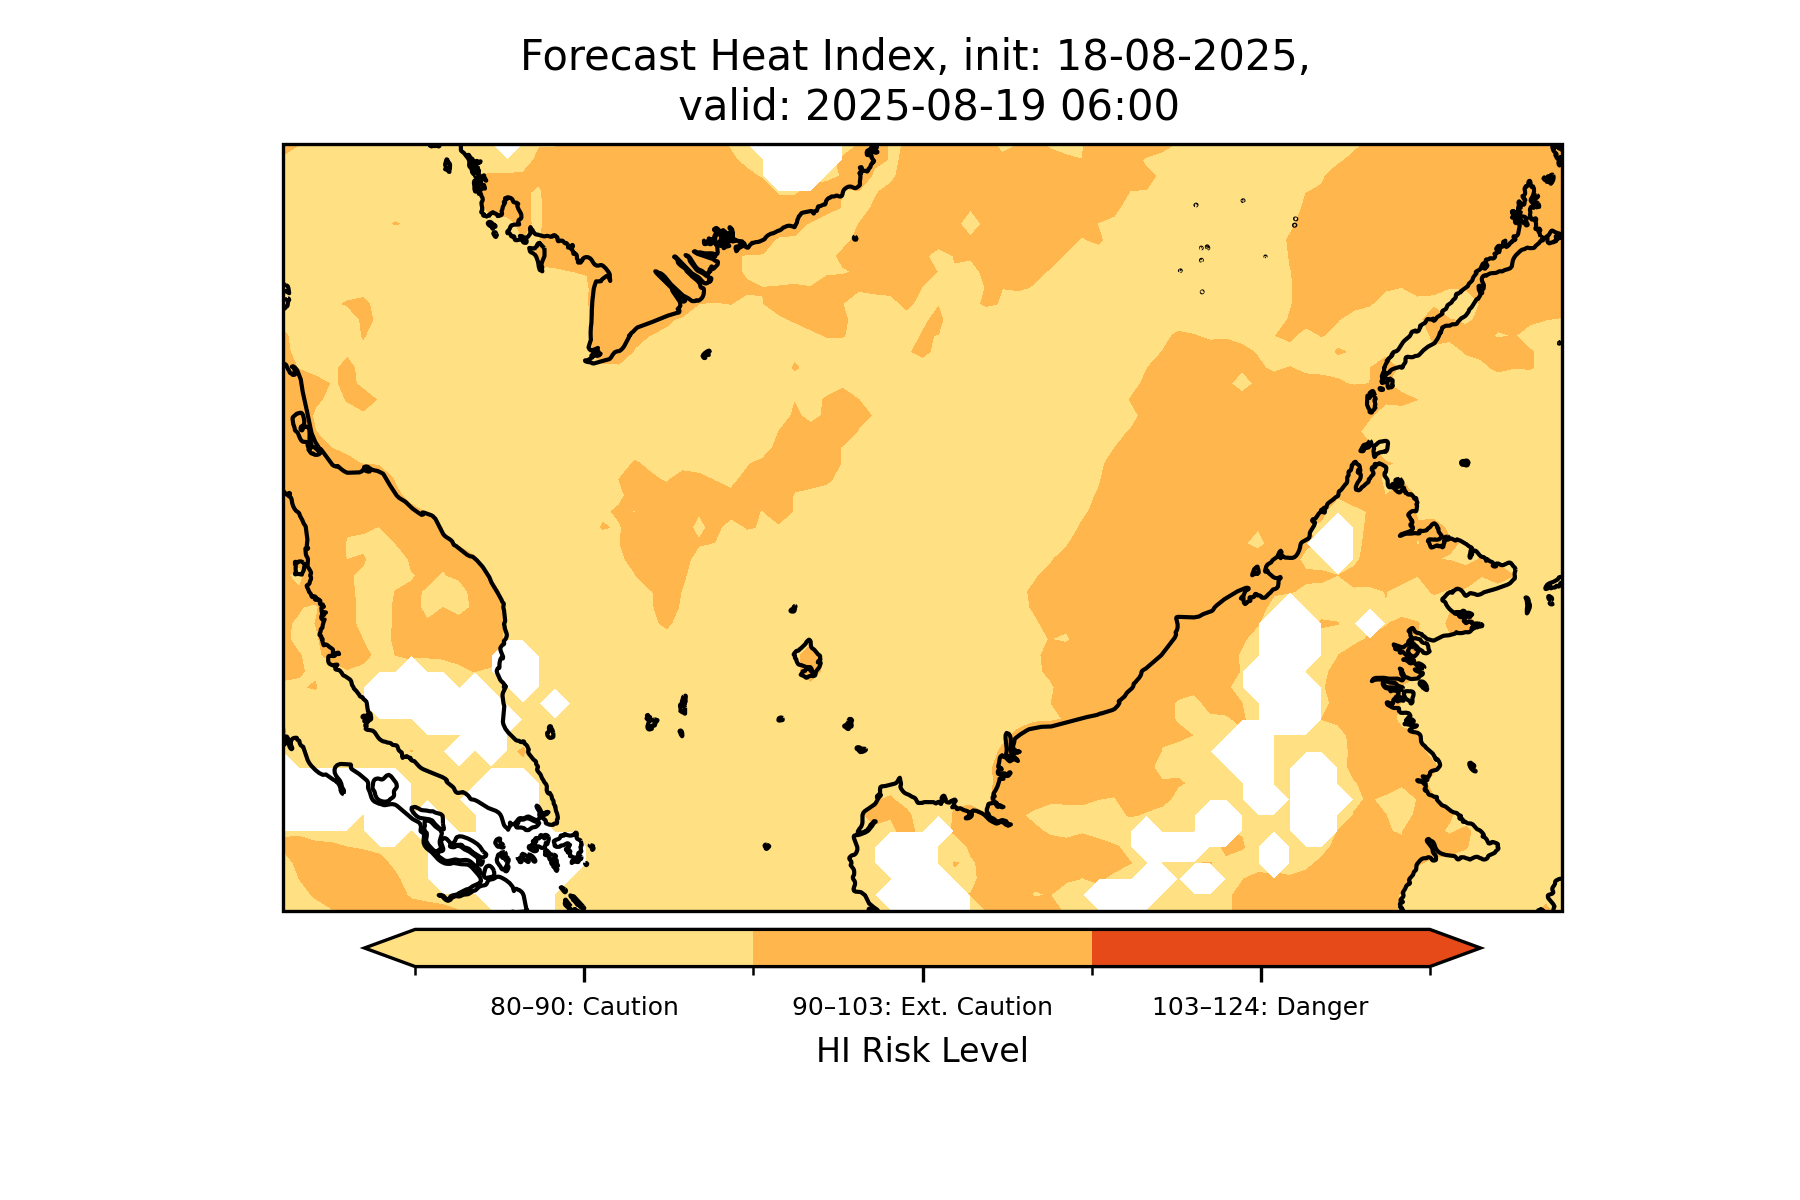 Forecast Heat Index, init: 18-08-2025,
valid: 2025-08-19 06:00
80–90: Caution
90–103: Ext. Caution
103–124: Danger
HI Risk Level